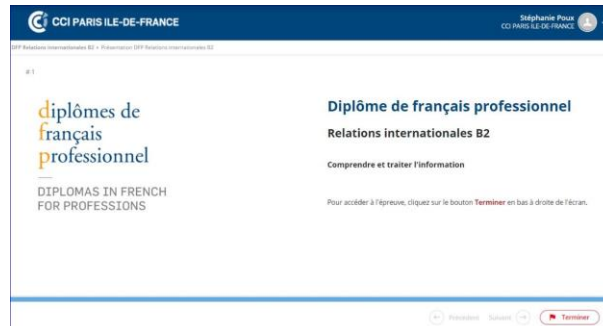 CCI PARIS ILE-DE-FRANCE
Stéphanie Poux
CCI PARIS ILE-DE-FRANCE
DFP Relations Internationales B2 > Présentation DFP Relations Internationales B2
# 1
diplômes de
français
professionnel
DIPLOMAS IN FRENCH
FOR PROFESSIONS
Diplôme de français professionnel
Relations internationales B2
Comprendre et traiter l'information
Pour accéder à l'épreuve, cliquez sur le bouton Terminer en bas à droite de l'écran.
Précédent Suivant Terminer